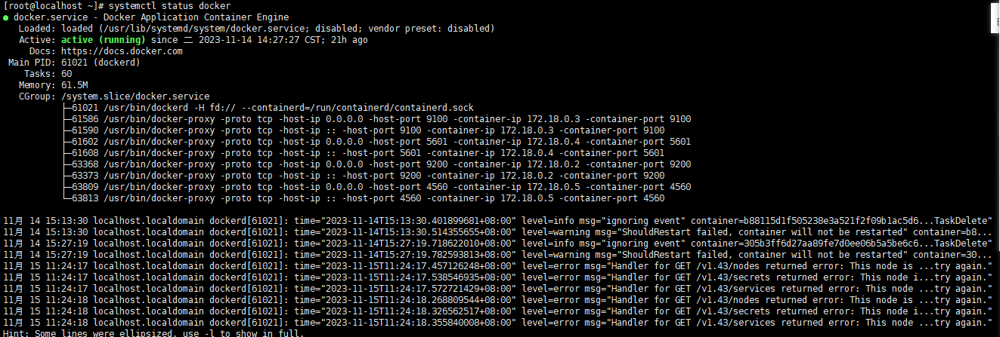 [root@localhost ~]# systemctl status docker
● docker.service - Docker Application Container Engine
   Loaded: loaded (/usr/lib/systemd/system/docker.service; disabled; vendor preset: disabled)
   Active: active (running) since 二 2023-11-14 14:27:27 CST; 21h ago
     Docs: https://docs.docker.com
 Main PID: 61021 (dockerd)
    Tasks: 60
   Memory: 61.5M
   CGroup: /system.slice/docker.service
           ├─61021 /usr/bin/dockerd -H fd:// --containerd=/run/containerd/containerd.sock
           ├─61586 /usr/bin/docker-proxy -proto tcp -host-ip 0.0.0.0 -host-port 9100 -container-ip 172.18.0.3 -container-port 9100
           ├─61590 /usr/bin/docker-proxy -proto tcp -host-ip :: -host-port 9100 -container-ip 172.18.0.3 -container-port 9100
           ├─61602 /usr/bin/docker-proxy -proto tcp -host-ip 0.0.0.0 -host-port 5601 -container-ip 172.18.0.4 -container-port 5601
           ├─61608 /usr/bin/docker-proxy -proto tcp -host-ip :: -host-port 5601 -container-ip 172.18.0.4 -container-port 5601
           ├─63368 /usr/bin/docker-proxy -proto tcp -host-ip 0.0.0.0 -host-port 9200 -container-ip 172.18.0.2 -container-port 9200
           ├─63373 /usr/bin/docker-proxy -proto tcp -host-ip :: -host-port 9200 -container-ip 172.18.0.2 -container-port 9200
           ├─63809 /usr/bin/docker-proxy -proto tcp -host-ip 0.0.0.0 -host-port 4560 -container-ip 172.18.0.5 -container-port 4560
           └─63813 /usr/bin/docker-proxy -proto tcp -host-ip :: -host-port 4560 -container-ip 172.18.0.5 -container-port 4560
11月 14 15:13:30 localhost.localdomain dockerd[61021]: time="2023-11-14T15:13:30.401899681+08:00" level=info msg="ignoring event" container=b88115d1f505238e3a521f2f09b1ac5d6...TaskDelete"
11月 14 15:13:30 localhost.localdomain dockerd[61021]: time="2023-11-14T15:13:30.514355655+08:00" level=warning msg="ShouldRestart failed, container will not be restarted" container=b8...
11月 14 15:27:19 localhost.localdomain dockerd[61021]: time="2023-11-14T15:27:19.718622010+08:00" level=info msg="ignoring event" container=305b3ff6d27aa89fe7d0ee06b5a5be6c6...TaskDelete"
11月 14 15:27:19 localhost.localdomain dockerd[61021]: time="2023-11-14T15:27:19.782593813+08:00" level=warning msg="ShouldRestart failed, container will not be restarted" container=30...
11月 15 11:24:17 localhost.localdomain dockerd[61021]: time="2023-11-15T11:24:17.457126248+08:00" level=error msg="Handler for GET /v1.43/nodes returned error: This node is ...try again."
11月 15 11:24:17 localhost.localdomain dockerd[61021]: time="2023-11-15T11:24:17.538546935+08:00" level=error msg="Handler for GET /v1.43/secrets returned error: This node i...try again."
11月 15 11:24:17 localhost.localdomain dockerd[61021]: time="2023-11-15T11:24:17.572721429+08:00" level=error msg="Handler for GET /v1.43/services returned error: This node ...try again."
11月 15 11:24:18 localhost.localdomain dockerd[61021]: time="2023-11-15T11:24:18.268809544+08:00" level=error msg="Handler for GET /v1.43/nodes returned error: This node is ...try again."
11月 15 11:24:18 localhost.localdomain dockerd[61021]: time="2023-11-15T11:24:18.326562517+08:00" level=error msg="Handler for GET /v1.43/secrets returned error: This node i...try again."
11月 15 11:24:18 localhost.localdomain dockerd[61021]: time="2023-11-15T11:24:18.355840008+08:00" level=error msg="Handler for GET /v1.43/services returned error: This node ...try again."
Hint: Some lines were ellipsized, use -l to show in full.